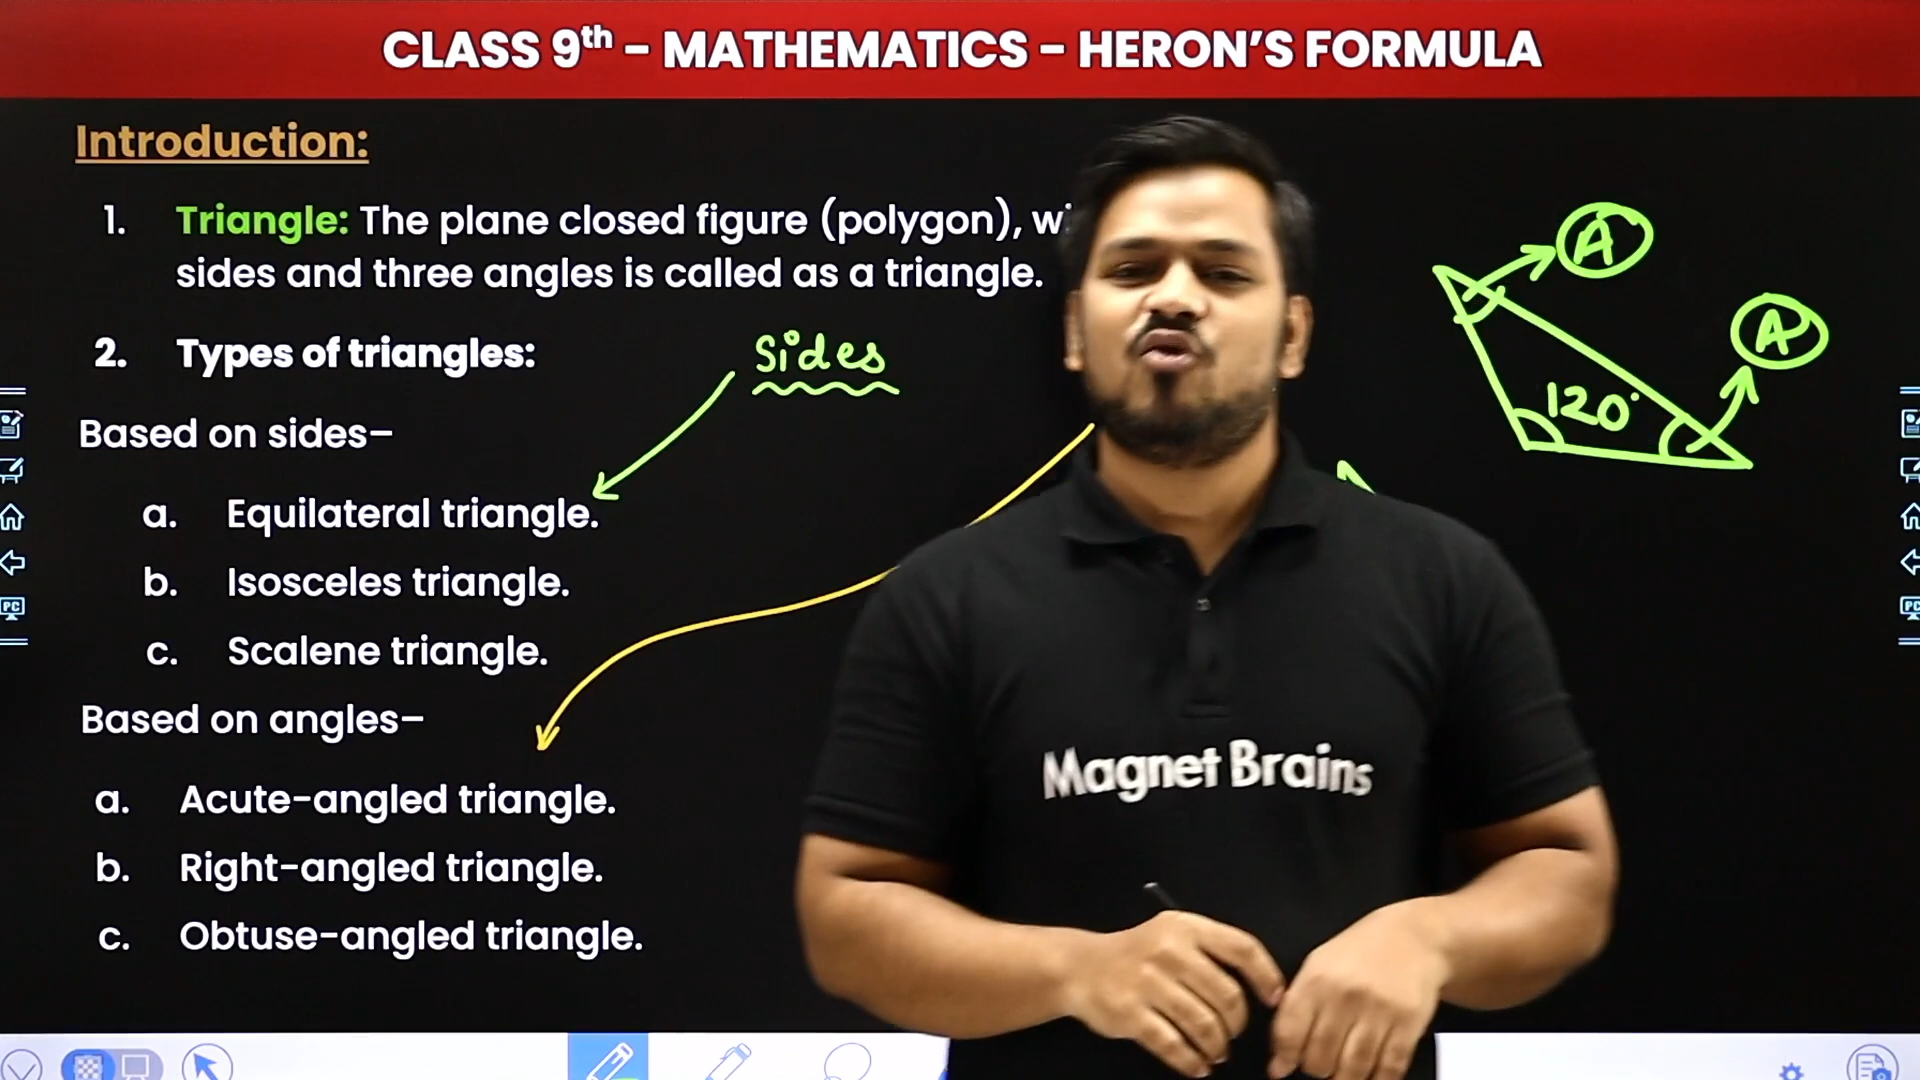 CLASS 9th – MATHEMATICS – HERON'S FORMULA
Introduction:
1. Triangle: The plane closed figure (polygon),
sides and three angles is called as a triangle.
2. Types of triangles:
Sides
Based on sides–
a. Equilateral triangle.
b. Isosceles triangle.
c. Scalene triangle.
Based on angles–
a. Acute-angled triangle.
b. Right-angled triangle.
c. Obtuse-angled triangle.
A
A
120°
Magnet Brains
PC
PC